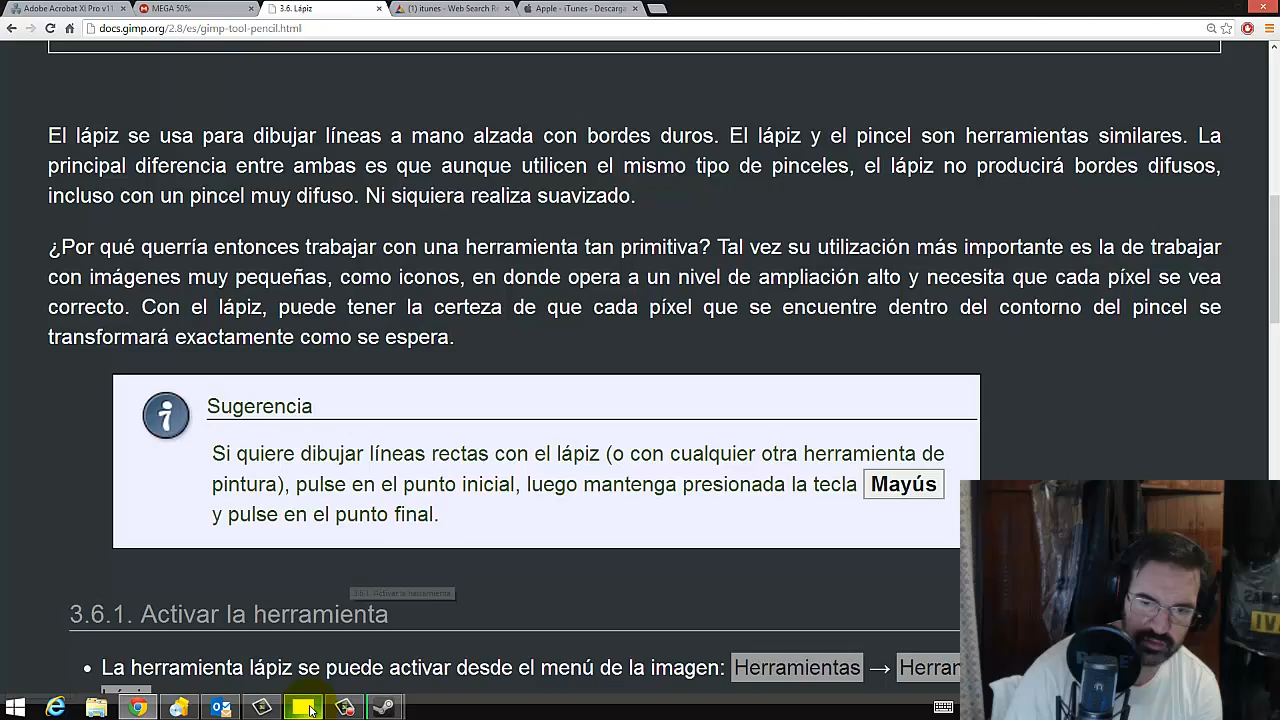 Adobe Acrobat XI Pro v11
MEGA 50%
3.6. Lápiz
(1) itunes - Web Search Re
Apple - iTunes - Descarga
docs.gimp.org/2.8/es/gimp-tool-pencil.html
El lápiz se usa para dibujar líneas a mano alzada con bordes duros. El lápiz y el pincel son herramientas similares. La
principal diferencia entre ambas es que aunque utilicen el mismo tipo de pinceles, el lápiz no producirá bordes difusos,
incluso con un pincel muy difuso. Ni siquiera realiza suavizado.
¿Por qué querría entonces trabajar con una herramienta tan primitiva? Tal vez su utilización más importante es la de trabajar
con imágenes muy pequeñas, como iconos, en donde opera a un nivel de ampliación alto y necesita que cada píxel se vea
correcto. Con el lápiz, puede tener la certeza de que cada píxel que se encuentre dentro del contorno del pincel se
transformará exactamente como se espera.
Sugerencia
Si quiere dibujar líneas rectas con el lápiz (o con cualquier otra herramienta de
pintura), pulse en el punto inicial, luego mantenga presionada la tecla Mayús
y pulse en el punto final.
3.6.1. Activar la herramienta
3.6.1. Activar la herramienta
La herramienta lápiz se puede activar desde el menú de la imagen: Herramientas → Herran